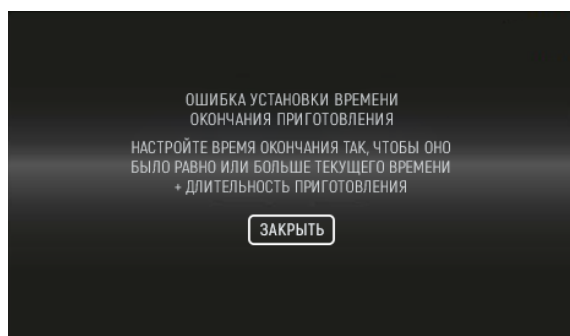 ОШИБКА УСТАНОВКИ ВРЕМЕНИ
ОКОНЧАНИЯ ПРИГОТОВЛЕНИЯ
НАСТРОЙТЕ ВРЕМЯ ОКОНЧАНИЯ ТАК, ЧТОБЫ ОНО
БЫЛО РАВНО ИЛИ БОЛЬШЕ ТЕКУЩЕГО ВРЕМЕНИ
+ ДЛИТЕЛЬНОСТЬ ПРИГОТОВЛЕНИЯ
ЗАКРЫТЬ